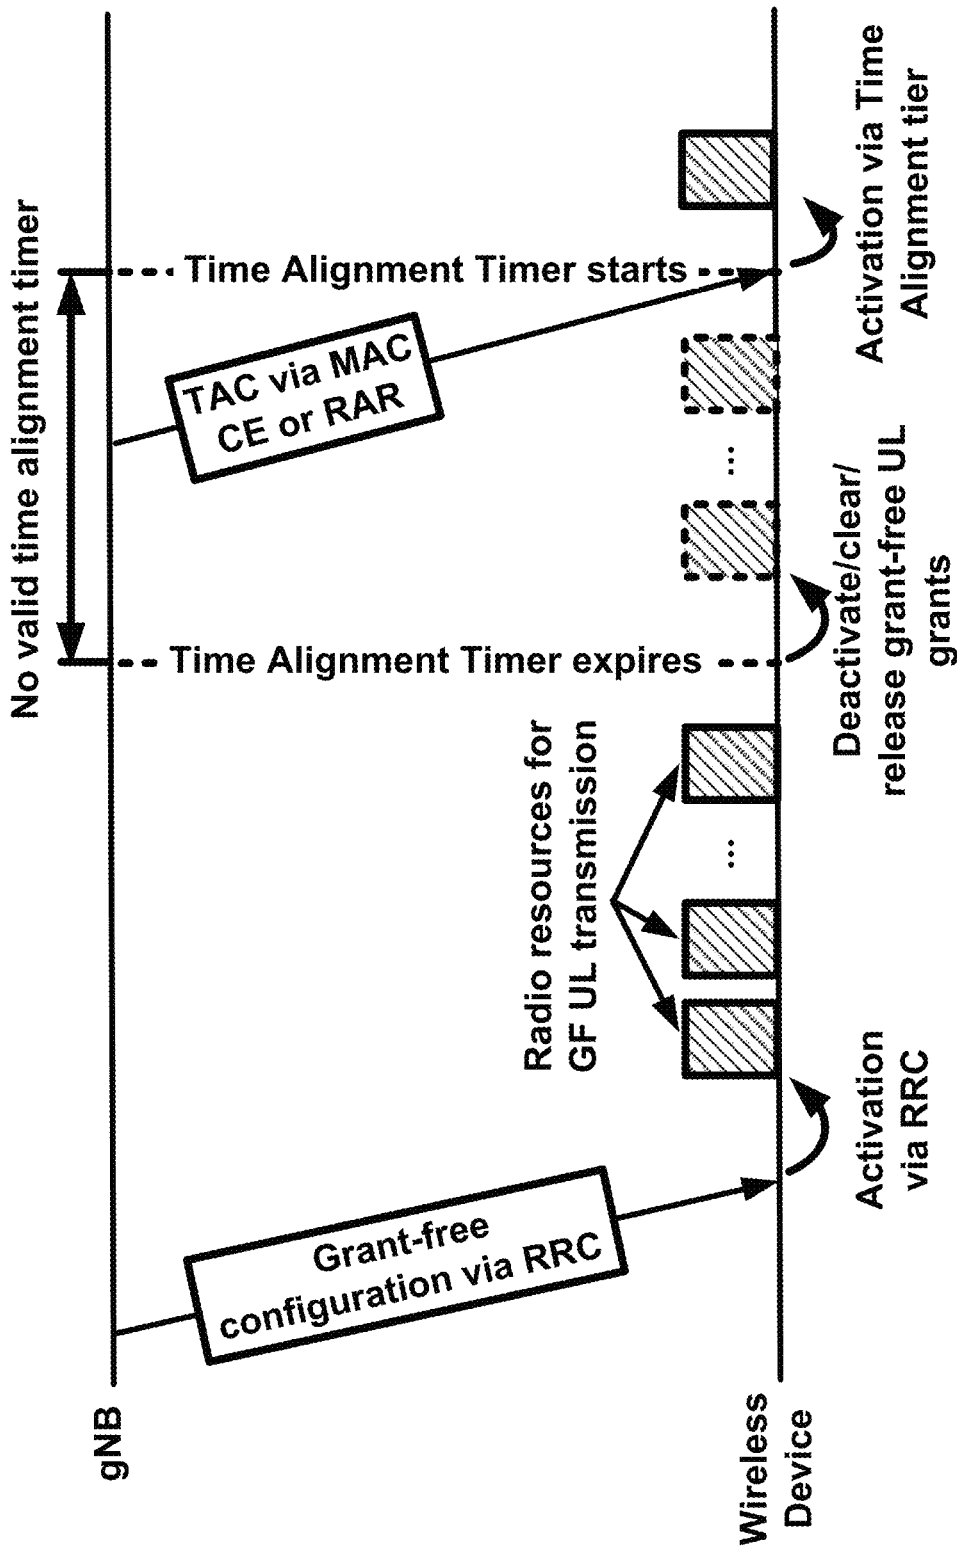 No valid time alignment timer
gNB
Grant-free
configuration via RRC
TAC via MAC
CE or RAR
Time Alignment Timer expires
Time Alignment Timer starts
Radio resources for
GF UL transmission
...
...
Wireless
Device
Activation
via RRC
Deactivate/clear/
release grant-free UL
grants
Activation via Time
Alignment tier